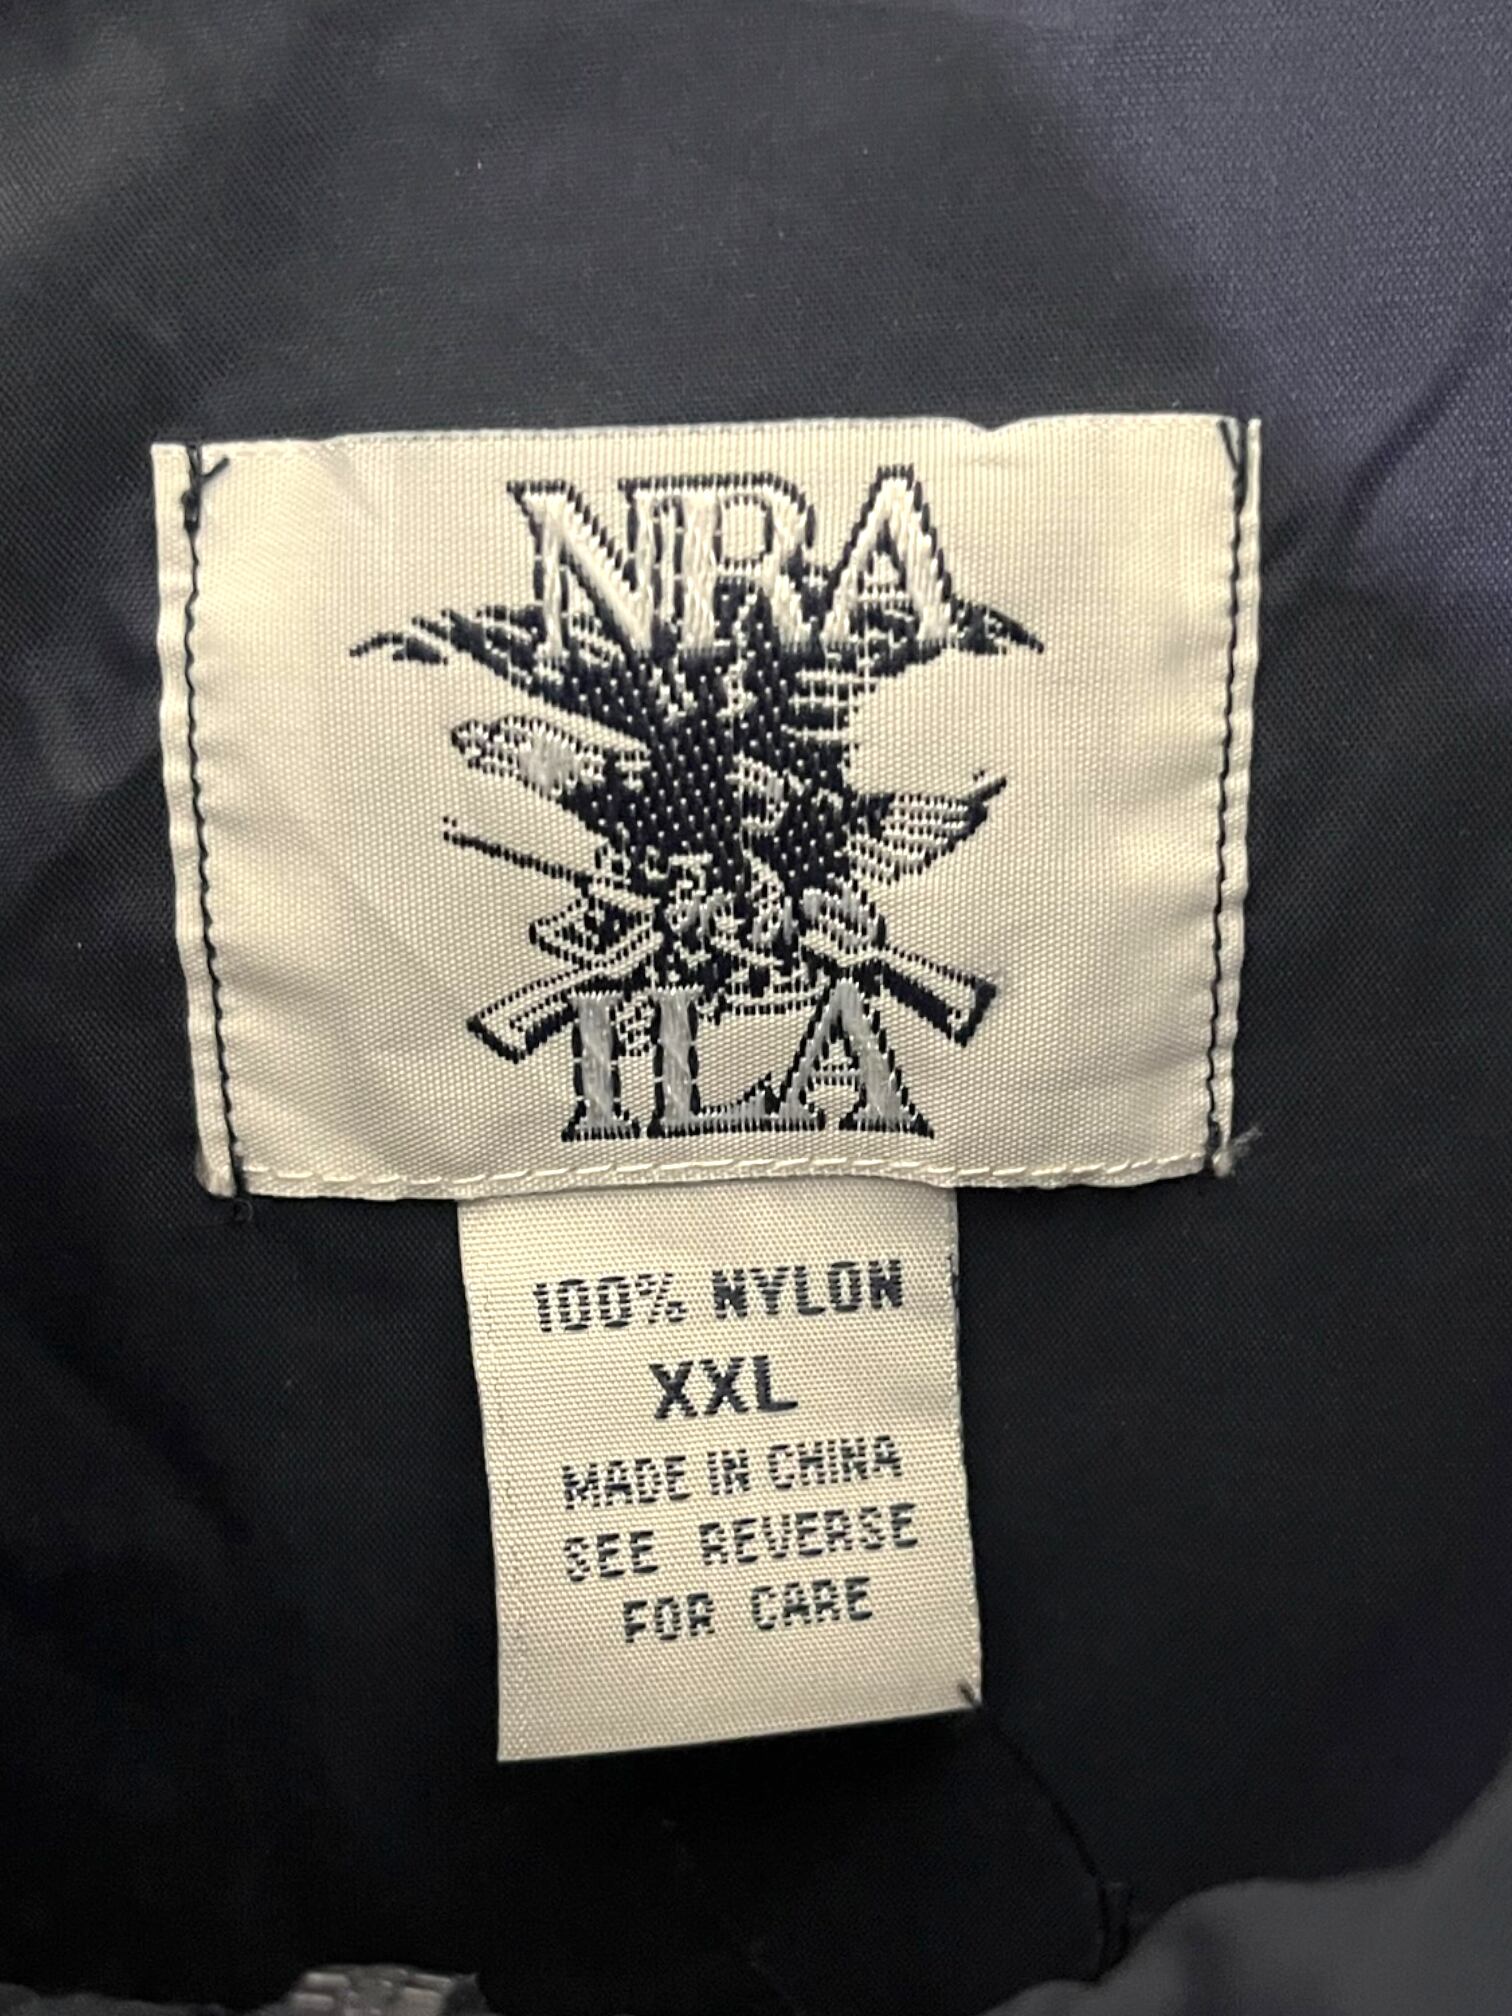 NRA
ILA
100% NYLON
XXL
MADE IN CHINA
SEE REVERSE
FOR CARE